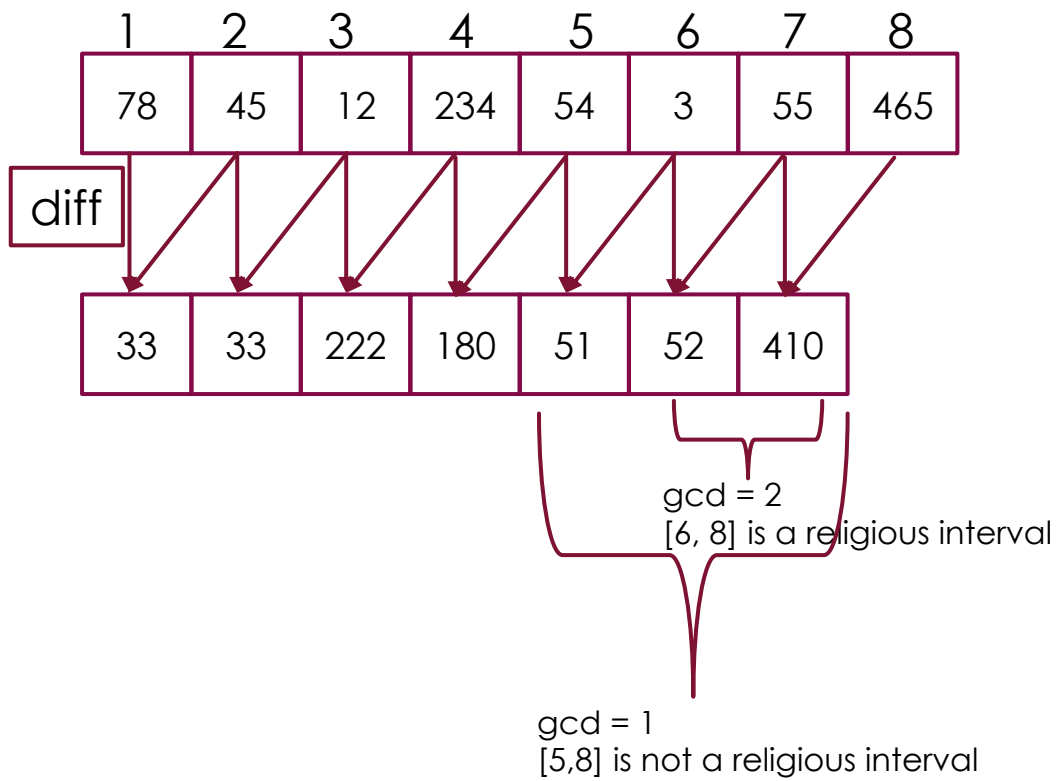 1 2 3 4 5 6 7 8
78 45 12 234 54 3 55 465
diff
33 33 222 180 51 52 410
gcd = 2
[6, 8] is a religious interval
gcd = 1
[5,8] is not a religious interval